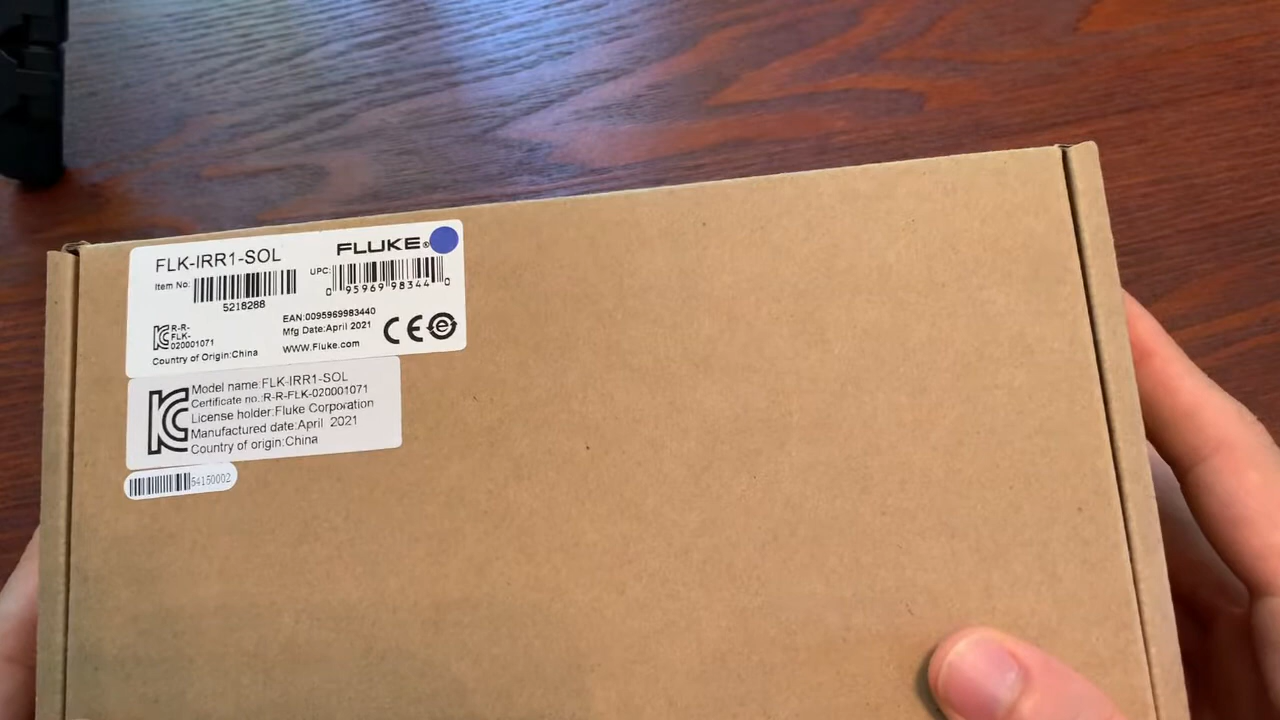 FLK-IRR1-SOL
FLUKE®
Item No:
5218288
UPC:
0 95969 98344 0
R-R-
FLK-
020001071
EAN:0095969983440
Mfg Date:April 2021
WWW.Fluke.com
Country of Origin:China
CE
Model name:FLK-IRR1-SOL
Certificate no.:R-R-FLK-020001071
License holder:Fluke Corporation
Manufactured date:April 2021
Country of origin:China
54150002